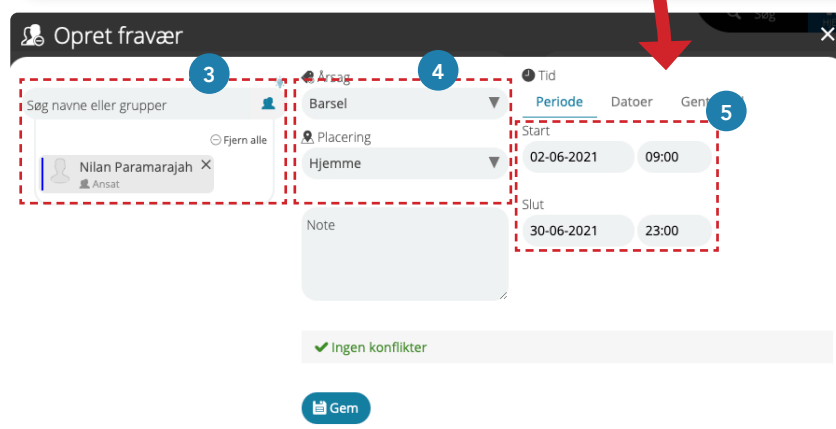 Søg
Opret fravær
3
Søg navne eller grupper
Fjern alle
Nilan Paramarajah
Ansat
4
Årsag
Barsel
Placering
Hjemme
Note
Tid
Periode Datoer
5
Start
02-06-2021 09:00
Slut
30-06-2021 23:00
Ingen konflikter
Gem